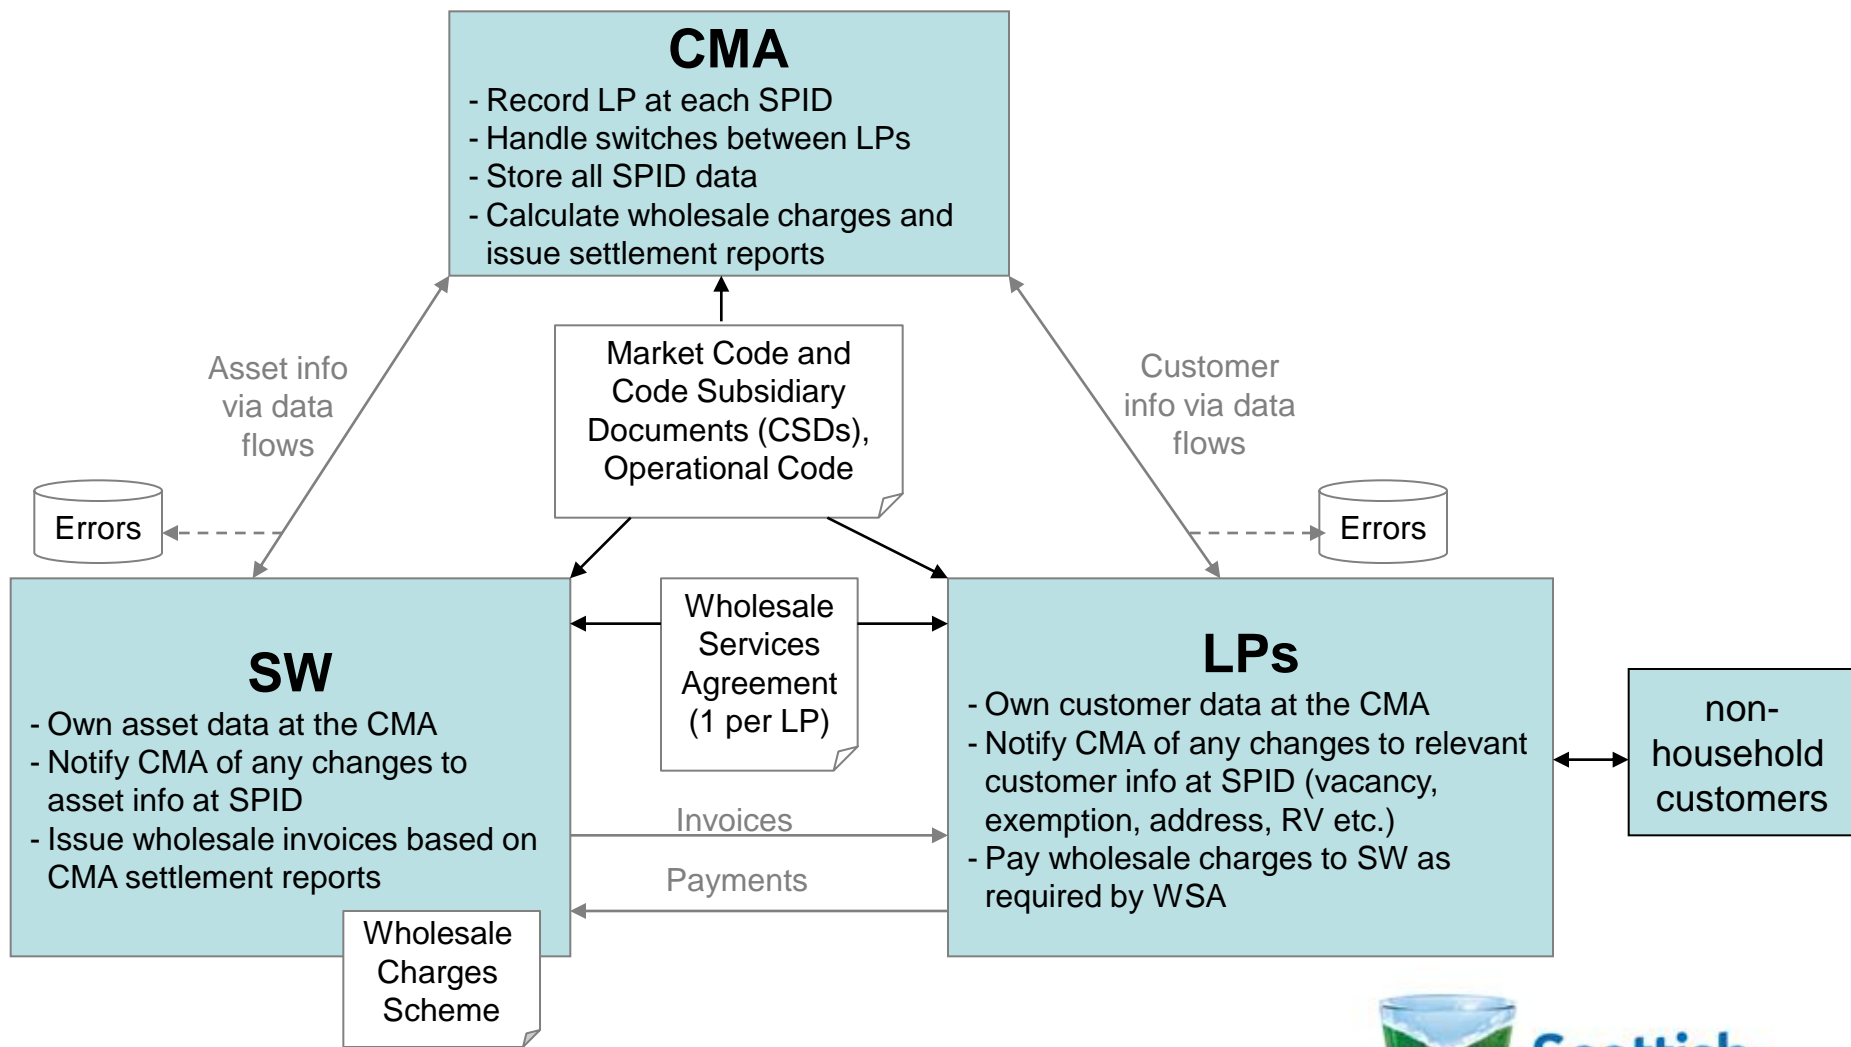 CMA
- Record LP at each SPID
- Handle switches between LPs
- Store all SPID data
- Calculate wholesale charges and
issue settlement reports
Asset info
via data
flows
Market Code and
Code Subsidiary
Documents (CSDs),
Operational Code
Customer
info via data
flows
Errors
Errors
SW
- Own asset data at the CMA
- Notify CMA of any changes to
asset info at SPID
- Issue wholesale invoices based on
CMA settlement reports
Wholesale
Services
Agreement
(1 per LP)
Invoices
Payments
LPs
- Own customer data at the CMA
- Notify CMA of any changes to relevant
customer info at SPID (vacancy,
exemption, address, RV etc.)
- Pay wholesale charges to SW as
required by WSA
non-
household
customers
Wholesale
Charges
Scheme
Scottish